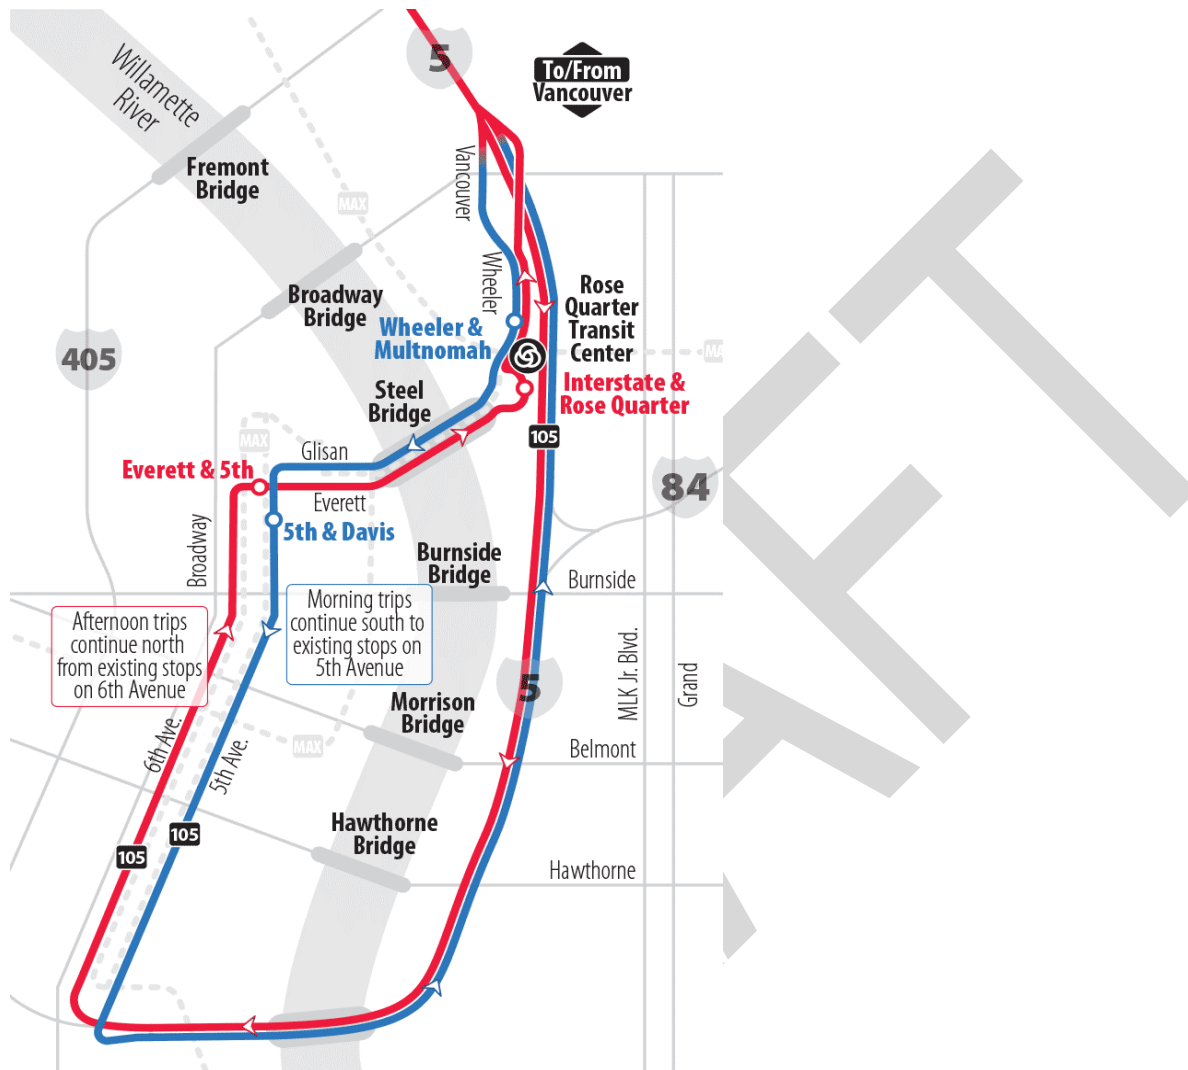 5
To/From
Vancouver
Willamette
River
Vancouver
Fremont
Bridge
MAX
Wheeler
Rose
Quarter
Transit
Center
Broadway
Bridge
Wheeler &
Multnomah
405
MA
Steel
Bridge
Interstate &
Rose Quarter
MAX
105
Glisan
Everett & 5th
84
Everett
5th & Davis
Broadway
Burnside
Bridge
Burnside
Afternoon trips
continue north
from existing stops
on 6th Avenue
Morning trips
continue south to
existing stops on
5th Avenue
5
MLK Jr. Blvd.
Grand
Morrison
Bridge
6th Ave.
5th Ave.
MAX
Belmont
Hawthorne
Bridge
105
105
Hawthorne